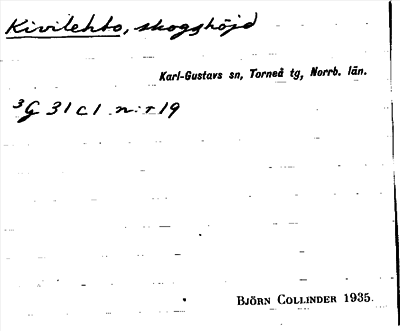 Kivilehto, skogshöjd
Karl-Gustavs sn, Torneå tg, Norrb. län.
3G 31 c 1 n:r 19
BJÖRN COLLINDER 1935.